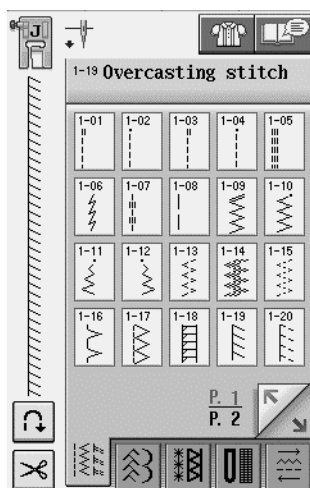 J
1-19 Overcasting stitch
1-01 1-02 1-03 1-04 1-05
1-06 1-07 1-08 1-09 1-10
1-11 1-12 1-13 1-14 1-15
1-16 1-17 1-18 1-19 1-20
P. 1
P. 2